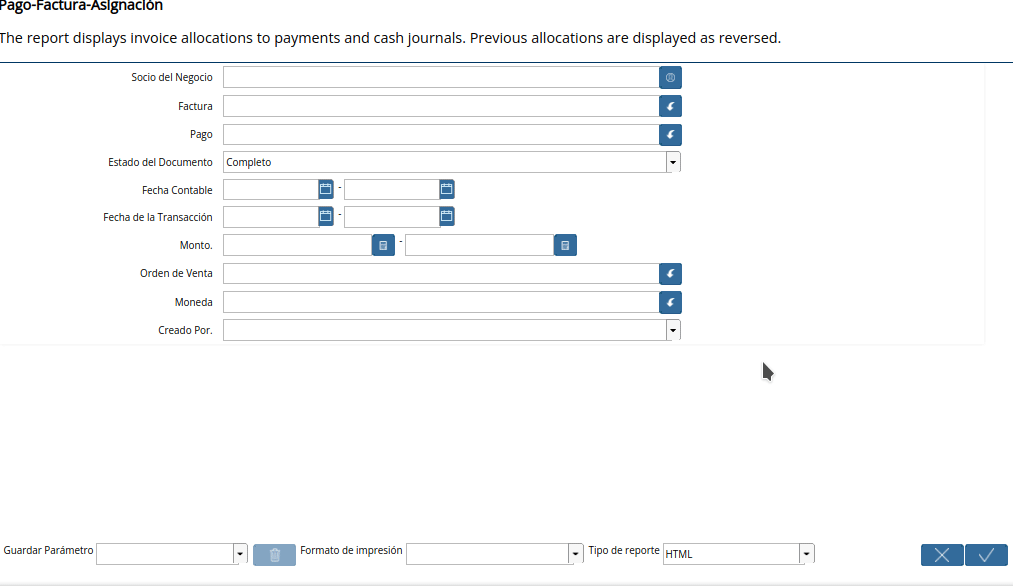 Pago-Factura-Asignación
The report displays invoice allocations to payments and cash journals. Previous allocations are displayed as reversed.
Socio del Negocio
Factura
Pago
Estado del Documento Completo
Fecha Contable -
Fecha de la Transacción -
Monto. -
Orden de Venta
Moneda
Creado Por.
Guardar Parámetro Formato de impresión Tipo de reporte HTML